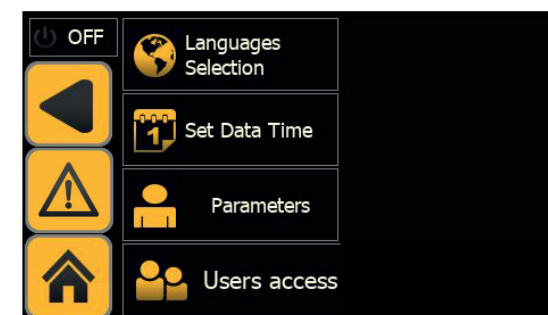 OFF
Languages
Selection
1
Set Data Time
Parameters
Users access